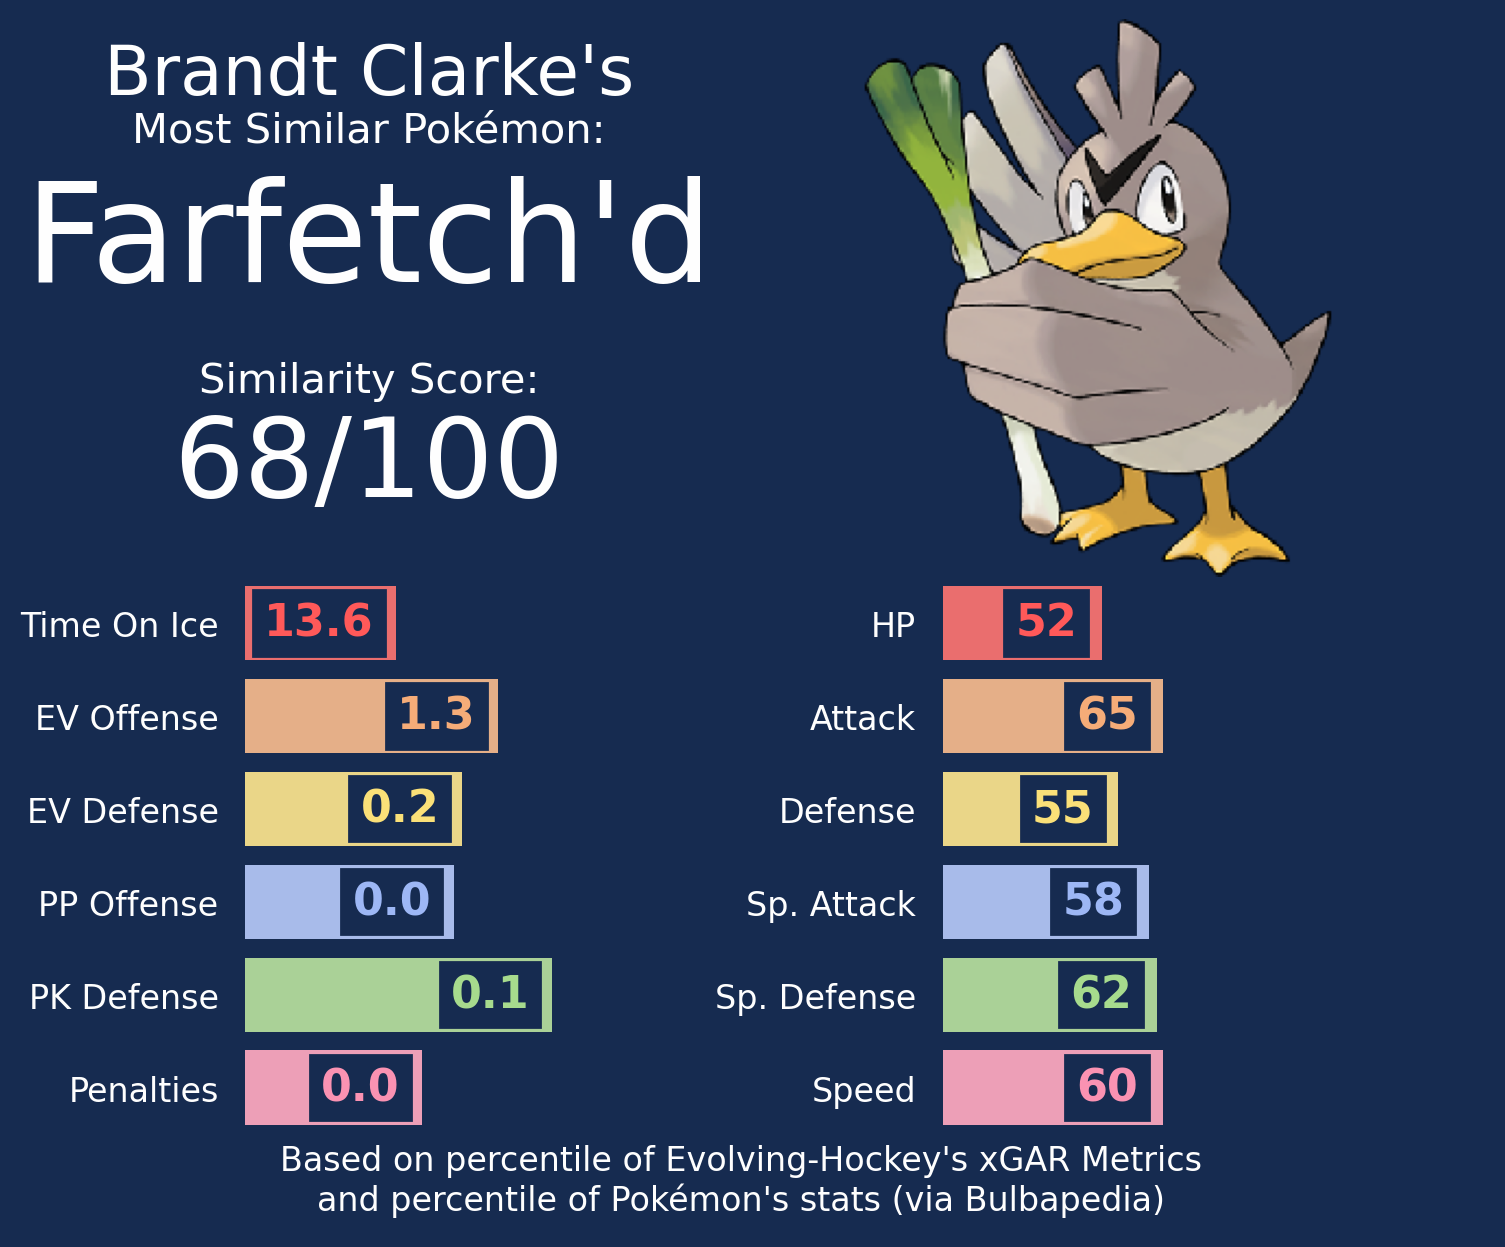 Brandt Clarke's
Most Similar Pokémon:
Farfetch'd
Similarity Score:
68/100
Time On Ice 13.6
EV Offense 1.3
EV Defense 0.2
PP Offense 0.0
PK Defense 0.1
Penalties 0.0
HP 52
Attack 65
Defense 55
Sp. Attack 58
Sp. Defense 62
Speed 60
Based on percentile of Evolving-Hockey's xGAR Metrics
and percentile of Pokémon's stats (via Bulbapedia)